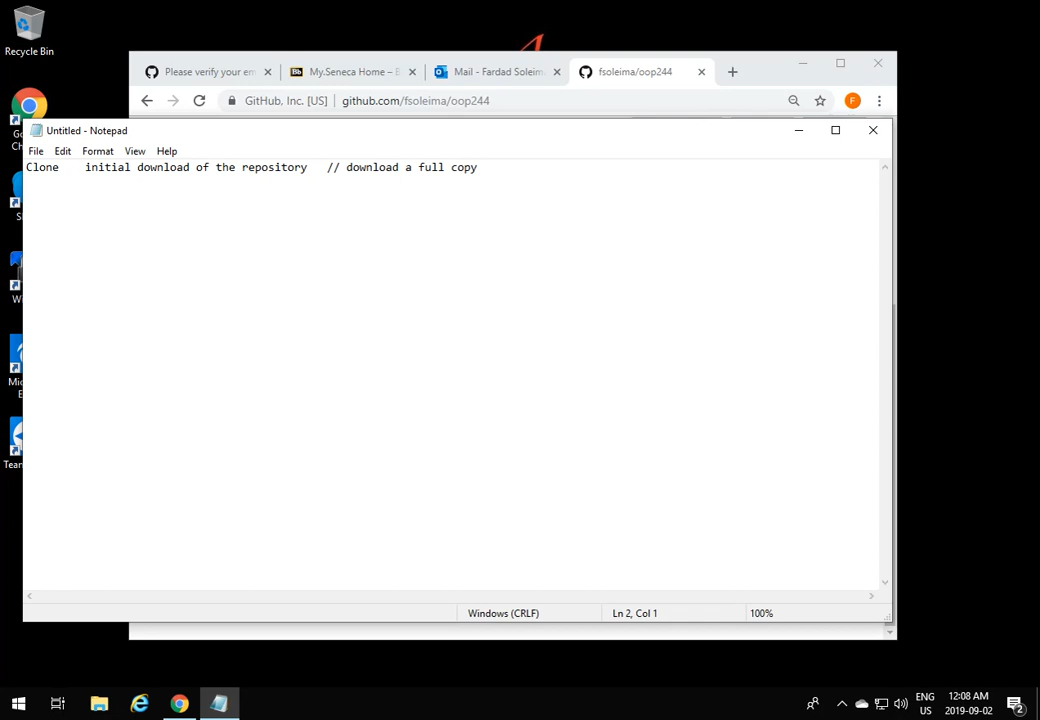 Recycle Bin
Please verify your em
My.Seneca Home – B
Mail - Fardad Soleim
fsoleima/oop244
GitHub, Inc. [US]
github.com/fsoleima/oop244
F
Untitled - Notepad
File Edit Format View Help
Clone initial download of the repository // download a full copy
Windows (CRLF)
Ln 2, Col 1
100%
ENG
US
12:08 AM
2019-09-02
2